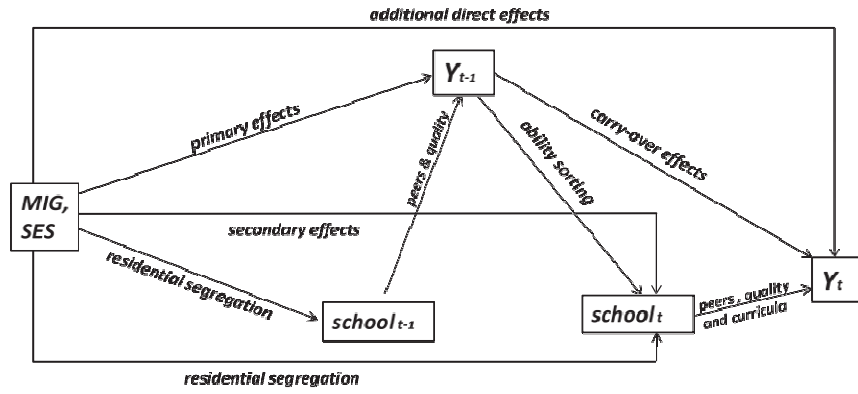 additional direct effects
Y t-1
primary effects
peers & quality
ability sorting
carry-over effects
MIG,
SES
secondary effects
residential segregation
school t-1
school t
peers, quality
and curricula
Y t
residential segregation